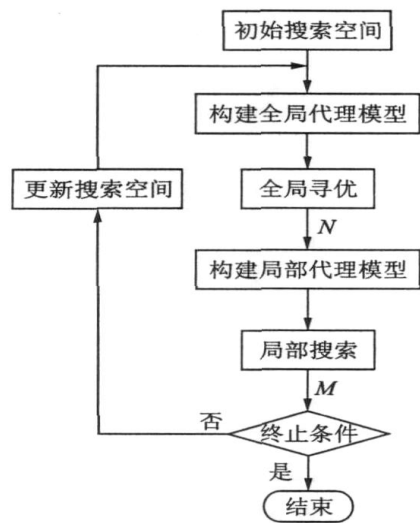 初始搜索空间
构建全局代理模型
更新搜索空间
全局寻优
N
构建局部代理模型
局部搜索
M
否
终止条件
是
结束